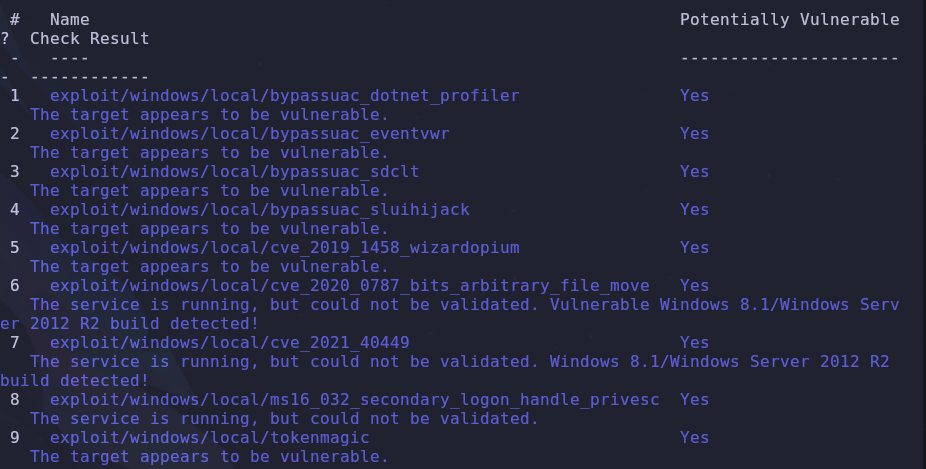 #   Name                                                           Potentially Vulnerable
?  Check Result
-   ----                                                           ----------------------
-  ------------
1   exploit/windows/local/bypassuac_dotnet_profiler                Yes
The target appears to be vulnerable.
2   exploit/windows/local/bypassuac_eventvwr                       Yes
The target appears to be vulnerable.
3   exploit/windows/local/bypassuac_sdclt                          Yes
The target appears to be vulnerable.
4   exploit/windows/local/bypassuac_sluihijack                     Yes
The target appears to be vulnerable.
5   exploit/windows/local/cve_2019_1458_wizardopium                Yes
The target appears to be vulnerable.
6   exploit/windows/local/cve_2020_0787_bits_arbitrary_file_move   Yes
The service is running, but could not be validated. Vulnerable Windows 8.1/Windows Serv
er 2012 R2 build detected!
7   exploit/windows/local/cve_2021_40449                           Yes
The service is running, but could not be validated. Windows 8.1/Windows Server 2012 R2
build detected!
8   exploit/windows/local/ms16_032_secondary_logon_handle_privesc  Yes
The service is running, but could not be validated.
9   exploit/windows/local/tokenmagic                               Yes
The target appears to be vulnerable.